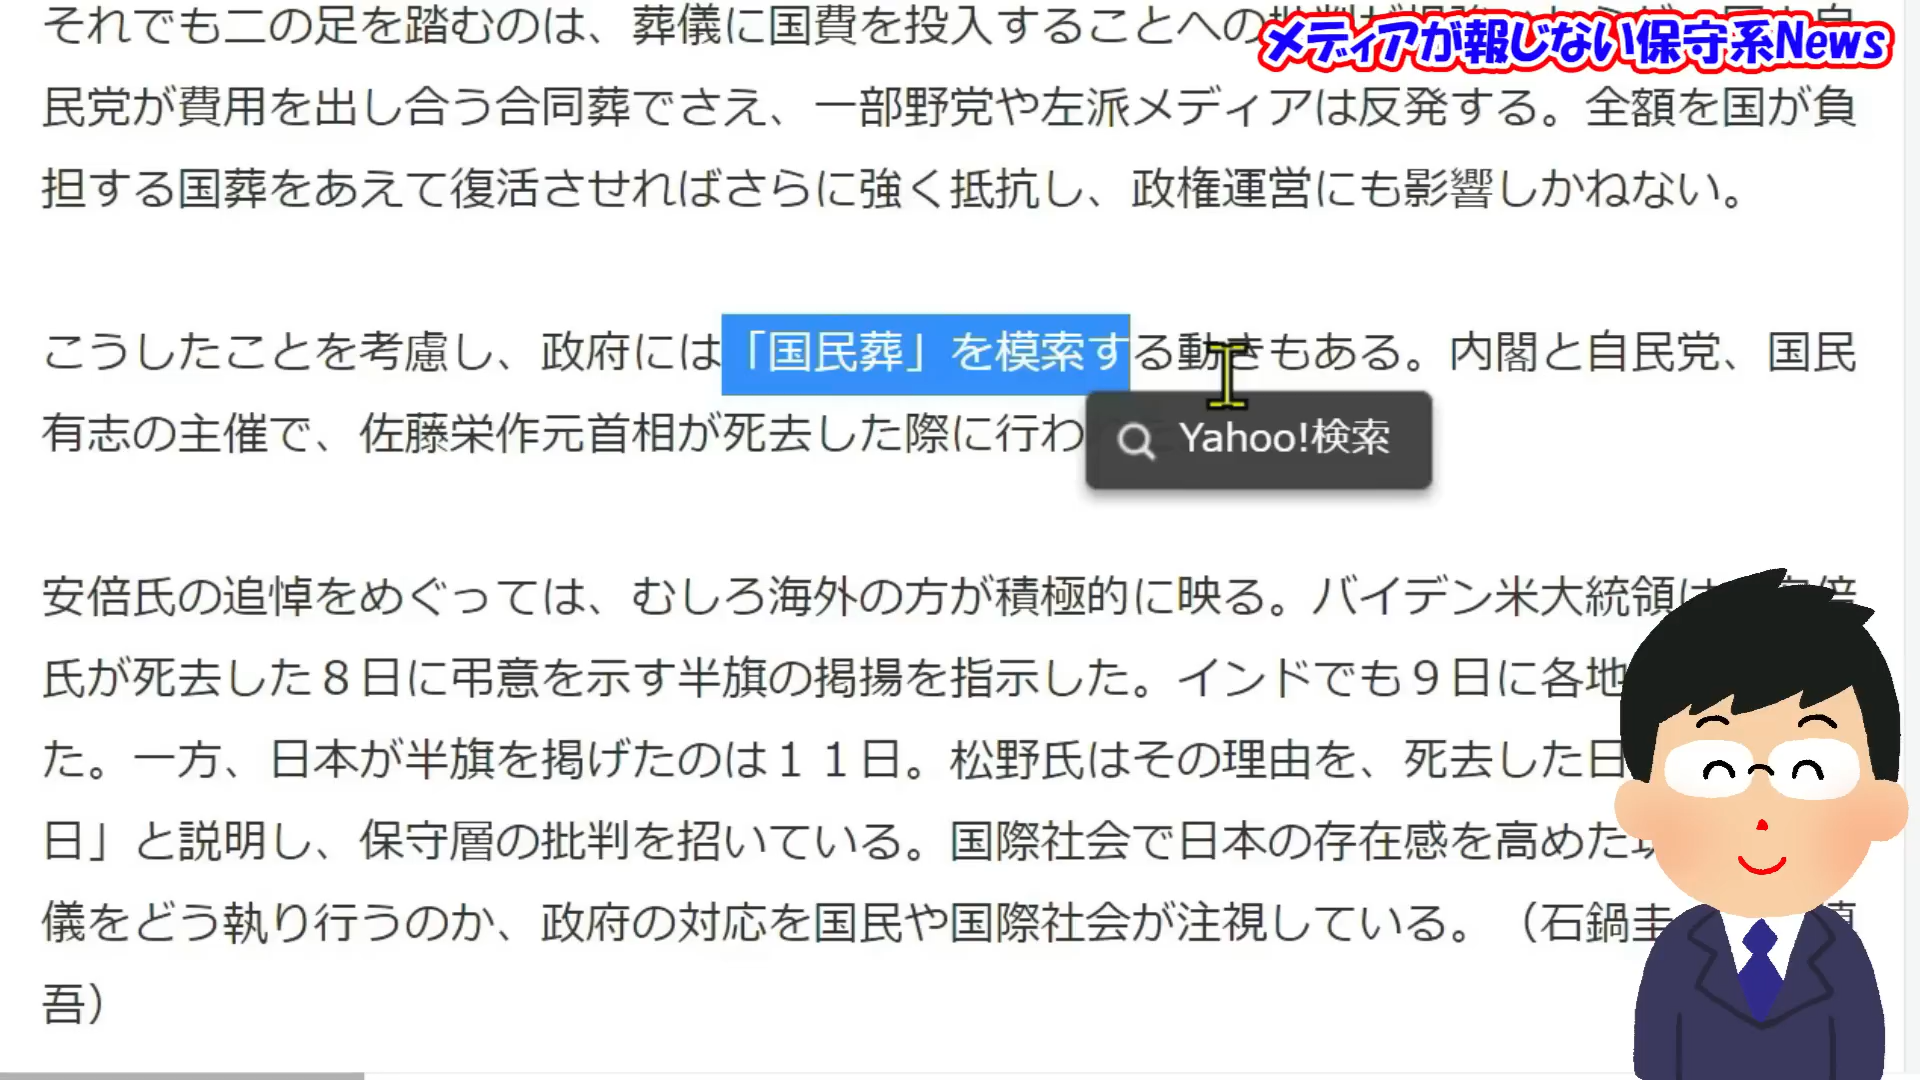 それでも二の足を踏むのは、葬儀に国費を投入することへの
メディアが報じない保守系News
民党が費用を出し合う合同葬でさえ、一部野党や左派メディアは反発する。全額を国が負
担する国葬をあえて復活させればさらに強く抵抗し、政権運営にも影響しかねない。
こうしたことを考慮し、政府には「国民葬」を模索する動きもある。内閣と自民党、国民
有志の主催で、佐藤栄作元首相が死去した際に行わ
Yahoo!検索
安倍氏の追悼をめぐっては、むしろ海外の方が積極的に映る。バイデン米大統領は
氏が死去した８日に弔意を示す半旗の掲揚を指示した。インドでも９日に各地
た。一方、日本が半旗を掲げたのは１１日。松野氏はその理由を、死去した日
日」と説明し、保守層の批判を招いている。国際社会で日本の存在感を高めた
儀をどう執り行うのか、政府の対応を国民や国際社会が注視している。（石鍋圭
吾）